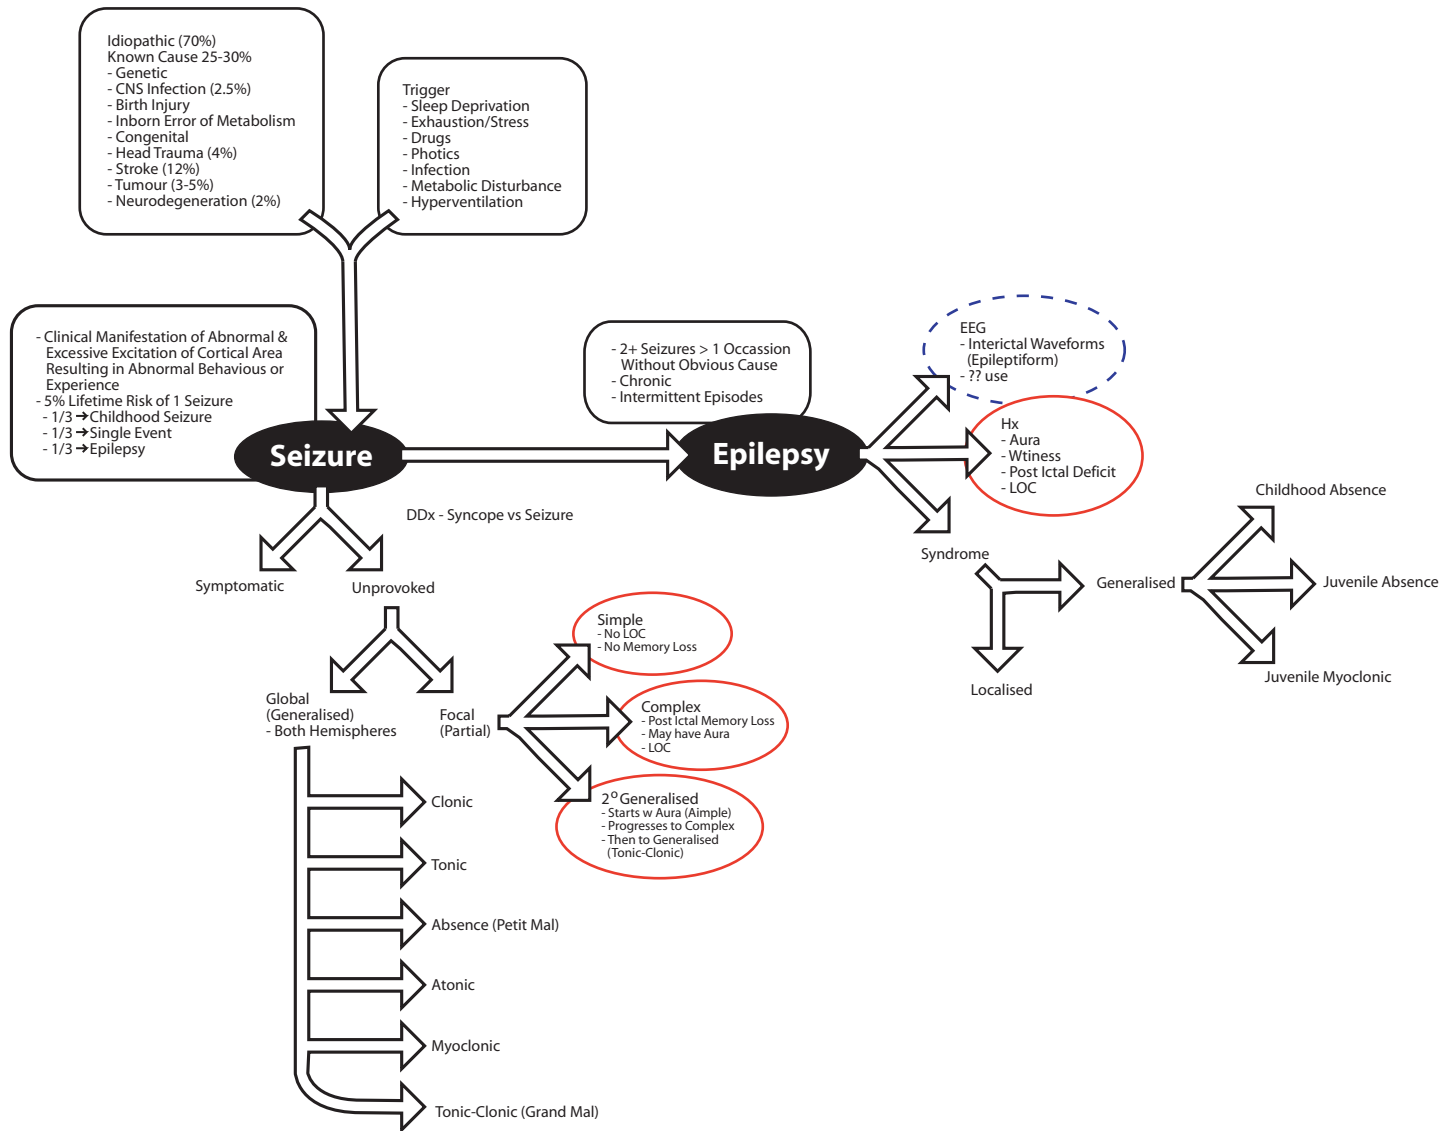 Idiopathic (70%)
Known Cause 25-30%
- Genetic
- CNS Infection (2.5%)
- Birth Injury
- Inborn Error of Metabolism
- Congenital
- Head Trauma (4%)
- Stroke (12%)
- Tumour (3-5%)
- Neurodegeneration (2%)
Trigger
- Sleep Deprivation
- Exhaustion/Stress
- Drugs
- Photics
- Infection
- Metabolic Disturbance
- Hyperventilation
- Clinical Manifestation of Abnormal &
Excessive Excitation of Cortical Area
Resulting in Abnormal Behavious or
Experience
- 5% Lifetime Risk of 1 Seizure
- 1/3 → Childhood Seizure
- 1/3 → Single Event
- 1/3 → Epilepsy
Seizure
- 2+ Seizures > 1 Occassion
Without Obvious Cause
- Chronic
- Intermittent Episodes
Epilepsy
EEG
- Interictal Waveforms
(Epileptiform)
- ?? use
Hx
- Aura
- Wtiness
- Post Ictal Deficit
- LOC
DDx - Syncope vs Seizure
Symptomatic
Unprovoked
Syndrome
Generalised
Localised
Childhood Absence
Juvenile Absence
Juvenile Myoclonic
Global
(Generalised)
- Both Hemispheres
Focal
(Partial)
Simple
- No LOC
- No Memory Loss
Complex
- Post Ictal Memory Loss
- May have Aura
- LOC
2º Generalised
- Starts w Aura (Aimple)
- Progresses to Complex
- Then to Generalised
(Tonic-Clonic)
Clonic
Tonic
Absence (Petit Mal)
Atonic
Myoclonic
Tonic-Clonic (Grand Mal)